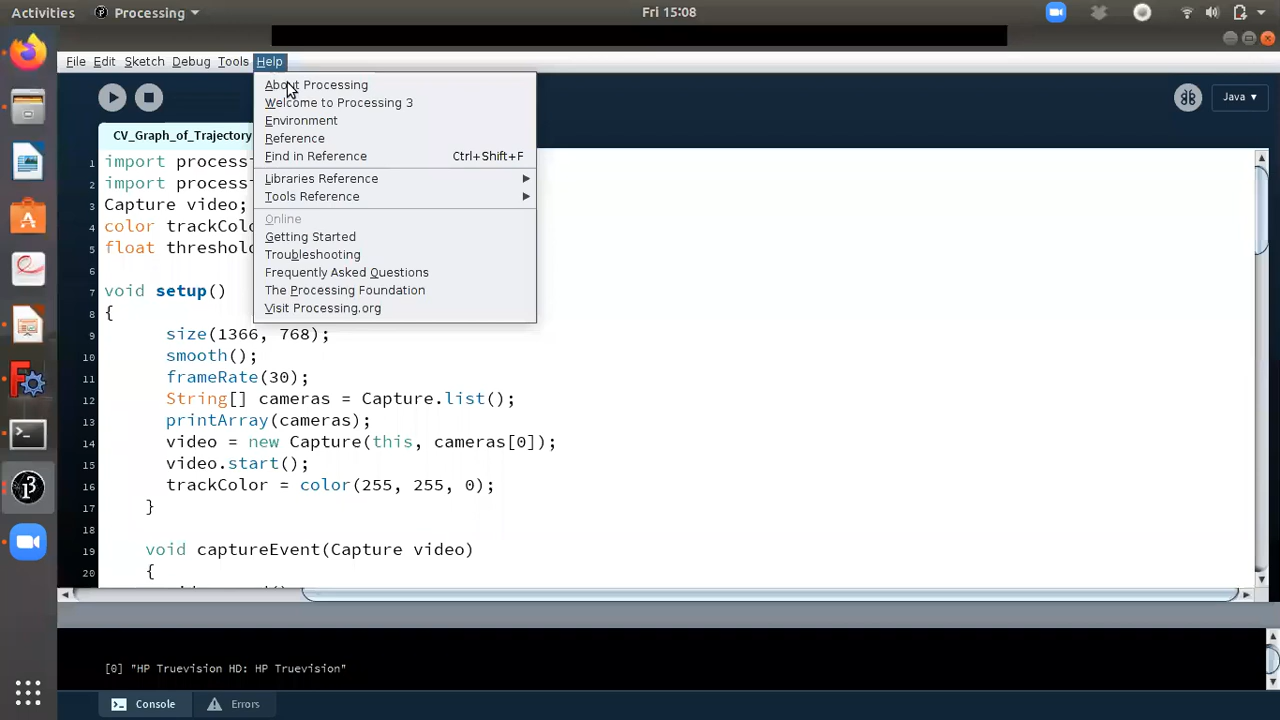 Activities
Processing
Fri 15:08
File Edit Sketch Debug Tools Help
About Processing
Welcome to Processing 3
Environment
Reference
Find in Reference Ctrl+Shift+F
Libraries Reference
Tools Reference
Online
Getting Started
Troubleshooting
Frequently Asked Questions
The Processing Foundation
Visit Processing.org
Java
CV_Graph_of_Trajectory
1 import
2 import
3 Capture video;
4 color
5 float threshold
6
7 void setup()
8 {
9 size(1366, 768);
10 smooth();
11 frameRate(30);
12 String[] cameras = Capture.list();
13 printArray(cameras);
14 video = new Capture(this, cameras[0]);
15 video.start();
16 trackColor = color(255, 255, 0);
17 }
18
19 void captureEvent(Capture video)
20 {
[0] "HP Truevision HD: HP Truevision"
Console Errors